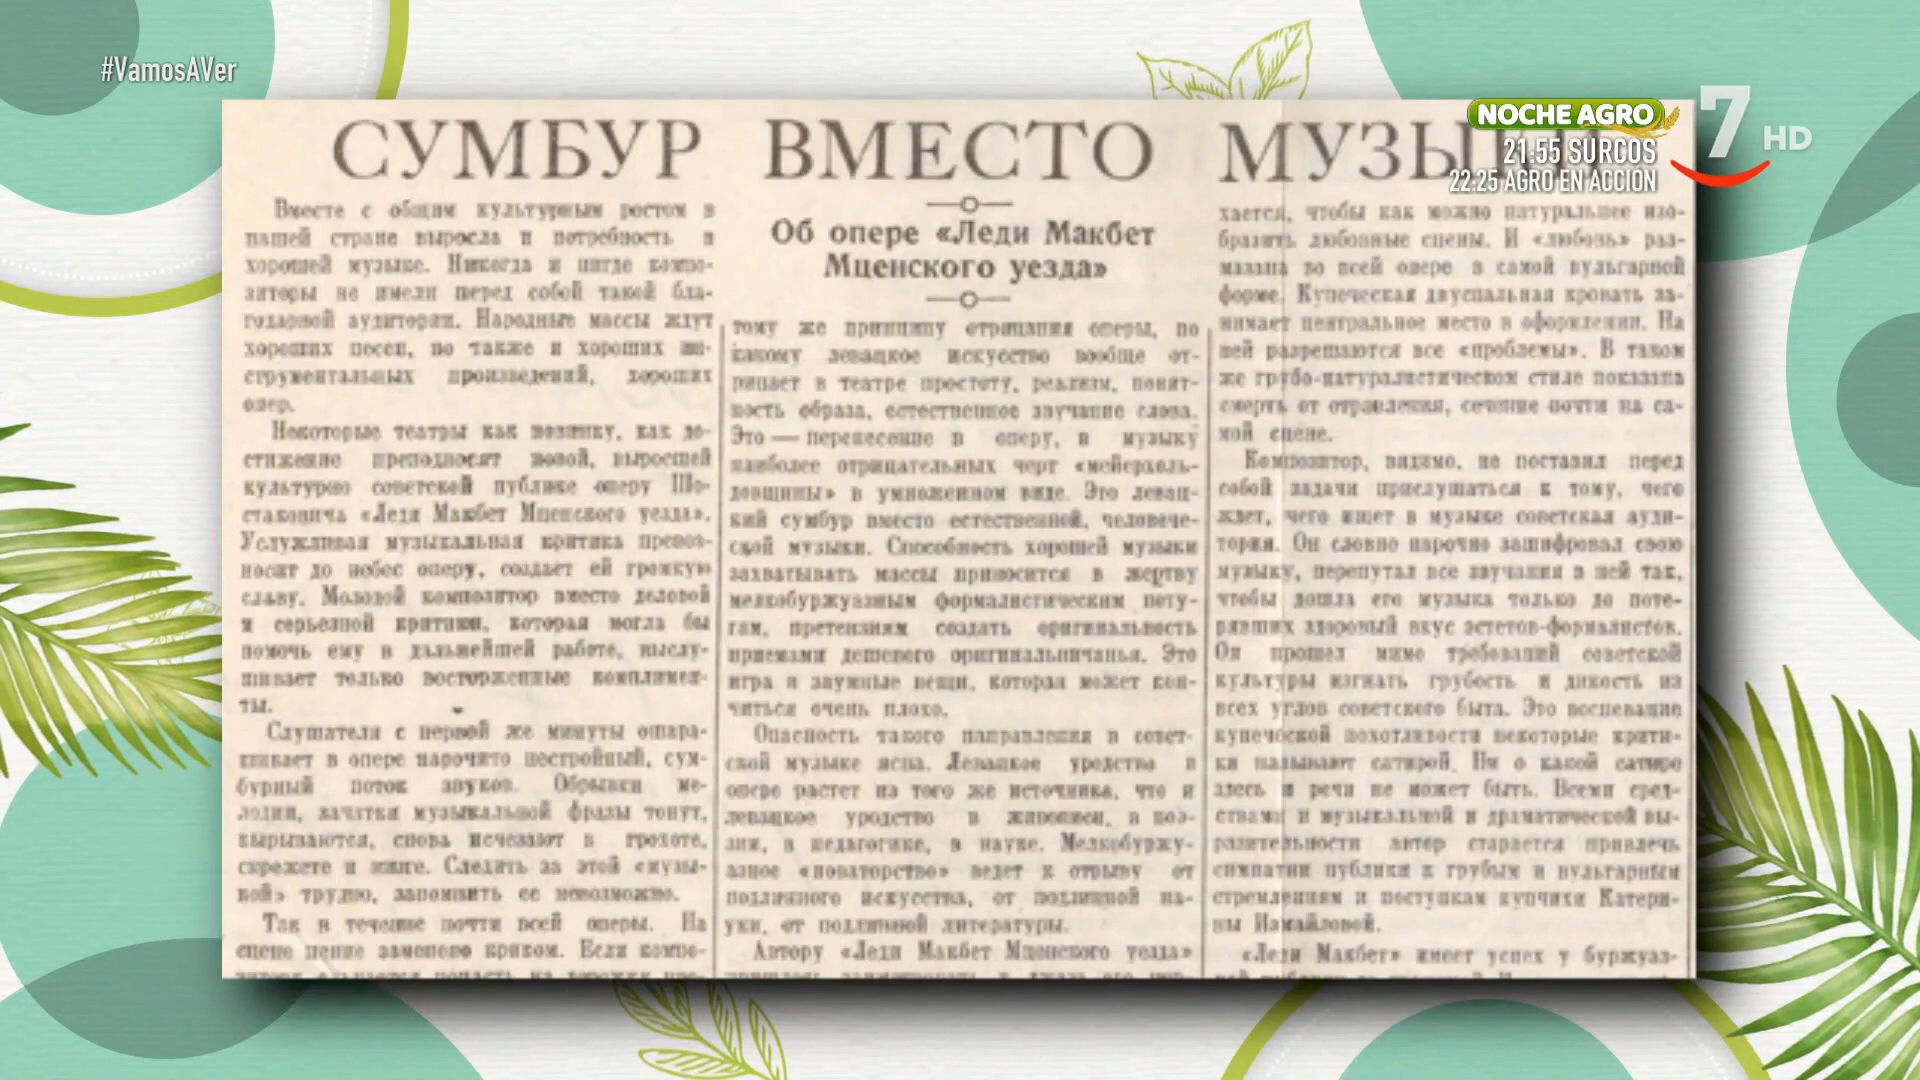 #VamosAVer
NOCHE AGRO
21:55 SURCOS
22:25 AGRO EN ACCIÓN
7 HD
СУМБУР ВМЕСТО МУЗЫ
Вместе с общим культурным ростом в
нашей стране выросла и потребность в
хорошей музыке. Никогда и нигде компо-
зиторы не имели перед собой такой бла-
годарной аудитории. Народные массы ждут
хороших песен, но также и хороших ин-
струментальных произведений, хороших
опер.
Некоторые театры как новинку, как до-
стижение преподносят новой, выросшей
культурно советской публике оперу Шо-
стаковича «Леди Макбет Мценского уезда».
Услужливая музыкальная критика превоз-
носит до небес оперу, создает ей громкую
славу. Молодой композитор вместо деловой
и серьезной критики, которая могла бы
помочь ему в дальнейшей работе, выслу-
шивает только восторженные комплимен-
ты.
Слушателя с первой же минуты ошара-
шивает в опере нарочито нестройный, сум-
бурный поток звуков. Обрывки ме-
лодии, зачатки музыкальной фразы тонут,
вырываются, снова исчезают в грохоте,
скрежете и визге. Следить за этой «музы-
кой» трудно, запомнить ее невозможно.
Так в течение почти всей оперы. На
сцене пение заменено криком. Если компо-
Об опере «Леди Макбет
Мценского уезда»
тому же принципу отрицания оперы, по
какому левацкое искусство вообще от-
рицает в театре простоту, реализм, понят-
ность образа, естественное звучание слова.
Это — перенесение в оперу, в музыку
наиболее отрицательных черт «мейерхоль-
довщины» в умноженном виде. Это левац-
кий сумбур вместо естественной, человече-
ской музыки. Способность хорошей музыки
захватывать массы приносится в жертву
мелкобуржуазным формалистическим поту-
гам, претензиям создать оригинальность
приемами дешевого оригинальничанья. Это
игра в заумные вещи, которая может кон-
читься очень плохо.
Опасность такого направления в совет-
ской музыке ясна. Левацкое уродство в
опере растет из того же источника, что и
левацкое уродство в живописи, в поэ-
зии, в педагогике, в науке. Мелкобуржу-
азное «новаторство» ведет к отрыву от
подлинного искусства, от подлинной на-
уки, от подлинной литературы.
Автору «Леди Макбет Мценского уезда»
хается, чтобы как можно натуральнее изо-
бразить любовные сцены. И «любовь» раз-
мазана во всей опере в самой вульгарной
форме. Купеческая двуспальная кровать за-
нимает центральное место в оформлении. На
ней разрешаются все «проблемы». В таком
же грубо-натуралистическом стиле показана
смерть от отравления, сечение почти на са-
мой сцене.
Композитор, видимо, не поставил перед
собой задачи прислушаться к тому, чего
ждет, чего ищет в музыке советская ауди-
тория. Он словно нарочно зашифровал свою
музыку, перепутал все звучания в ней так,
чтобы дошла его музыка только до поте-
рявших здоровый вкус эстетов-формалистов.
Он прошел мимо требований советской
культуры изгнать грубость и дикость из
всех углов советского быта. Это воспевание
купеческой похотливости некоторые крити-
ки называют сатирой. Ни о какой сатире
здесь и речи не может быть. Всеми сред-
ствами и музыкальной и драматической вы-
разительности автор старается привлечь
симпатии публики к грубым и вульгарным
стремлениям и поступкам купчихи Катери-
ны Измайловой.
«Леди Макбет» имеет успех у буржуаз-